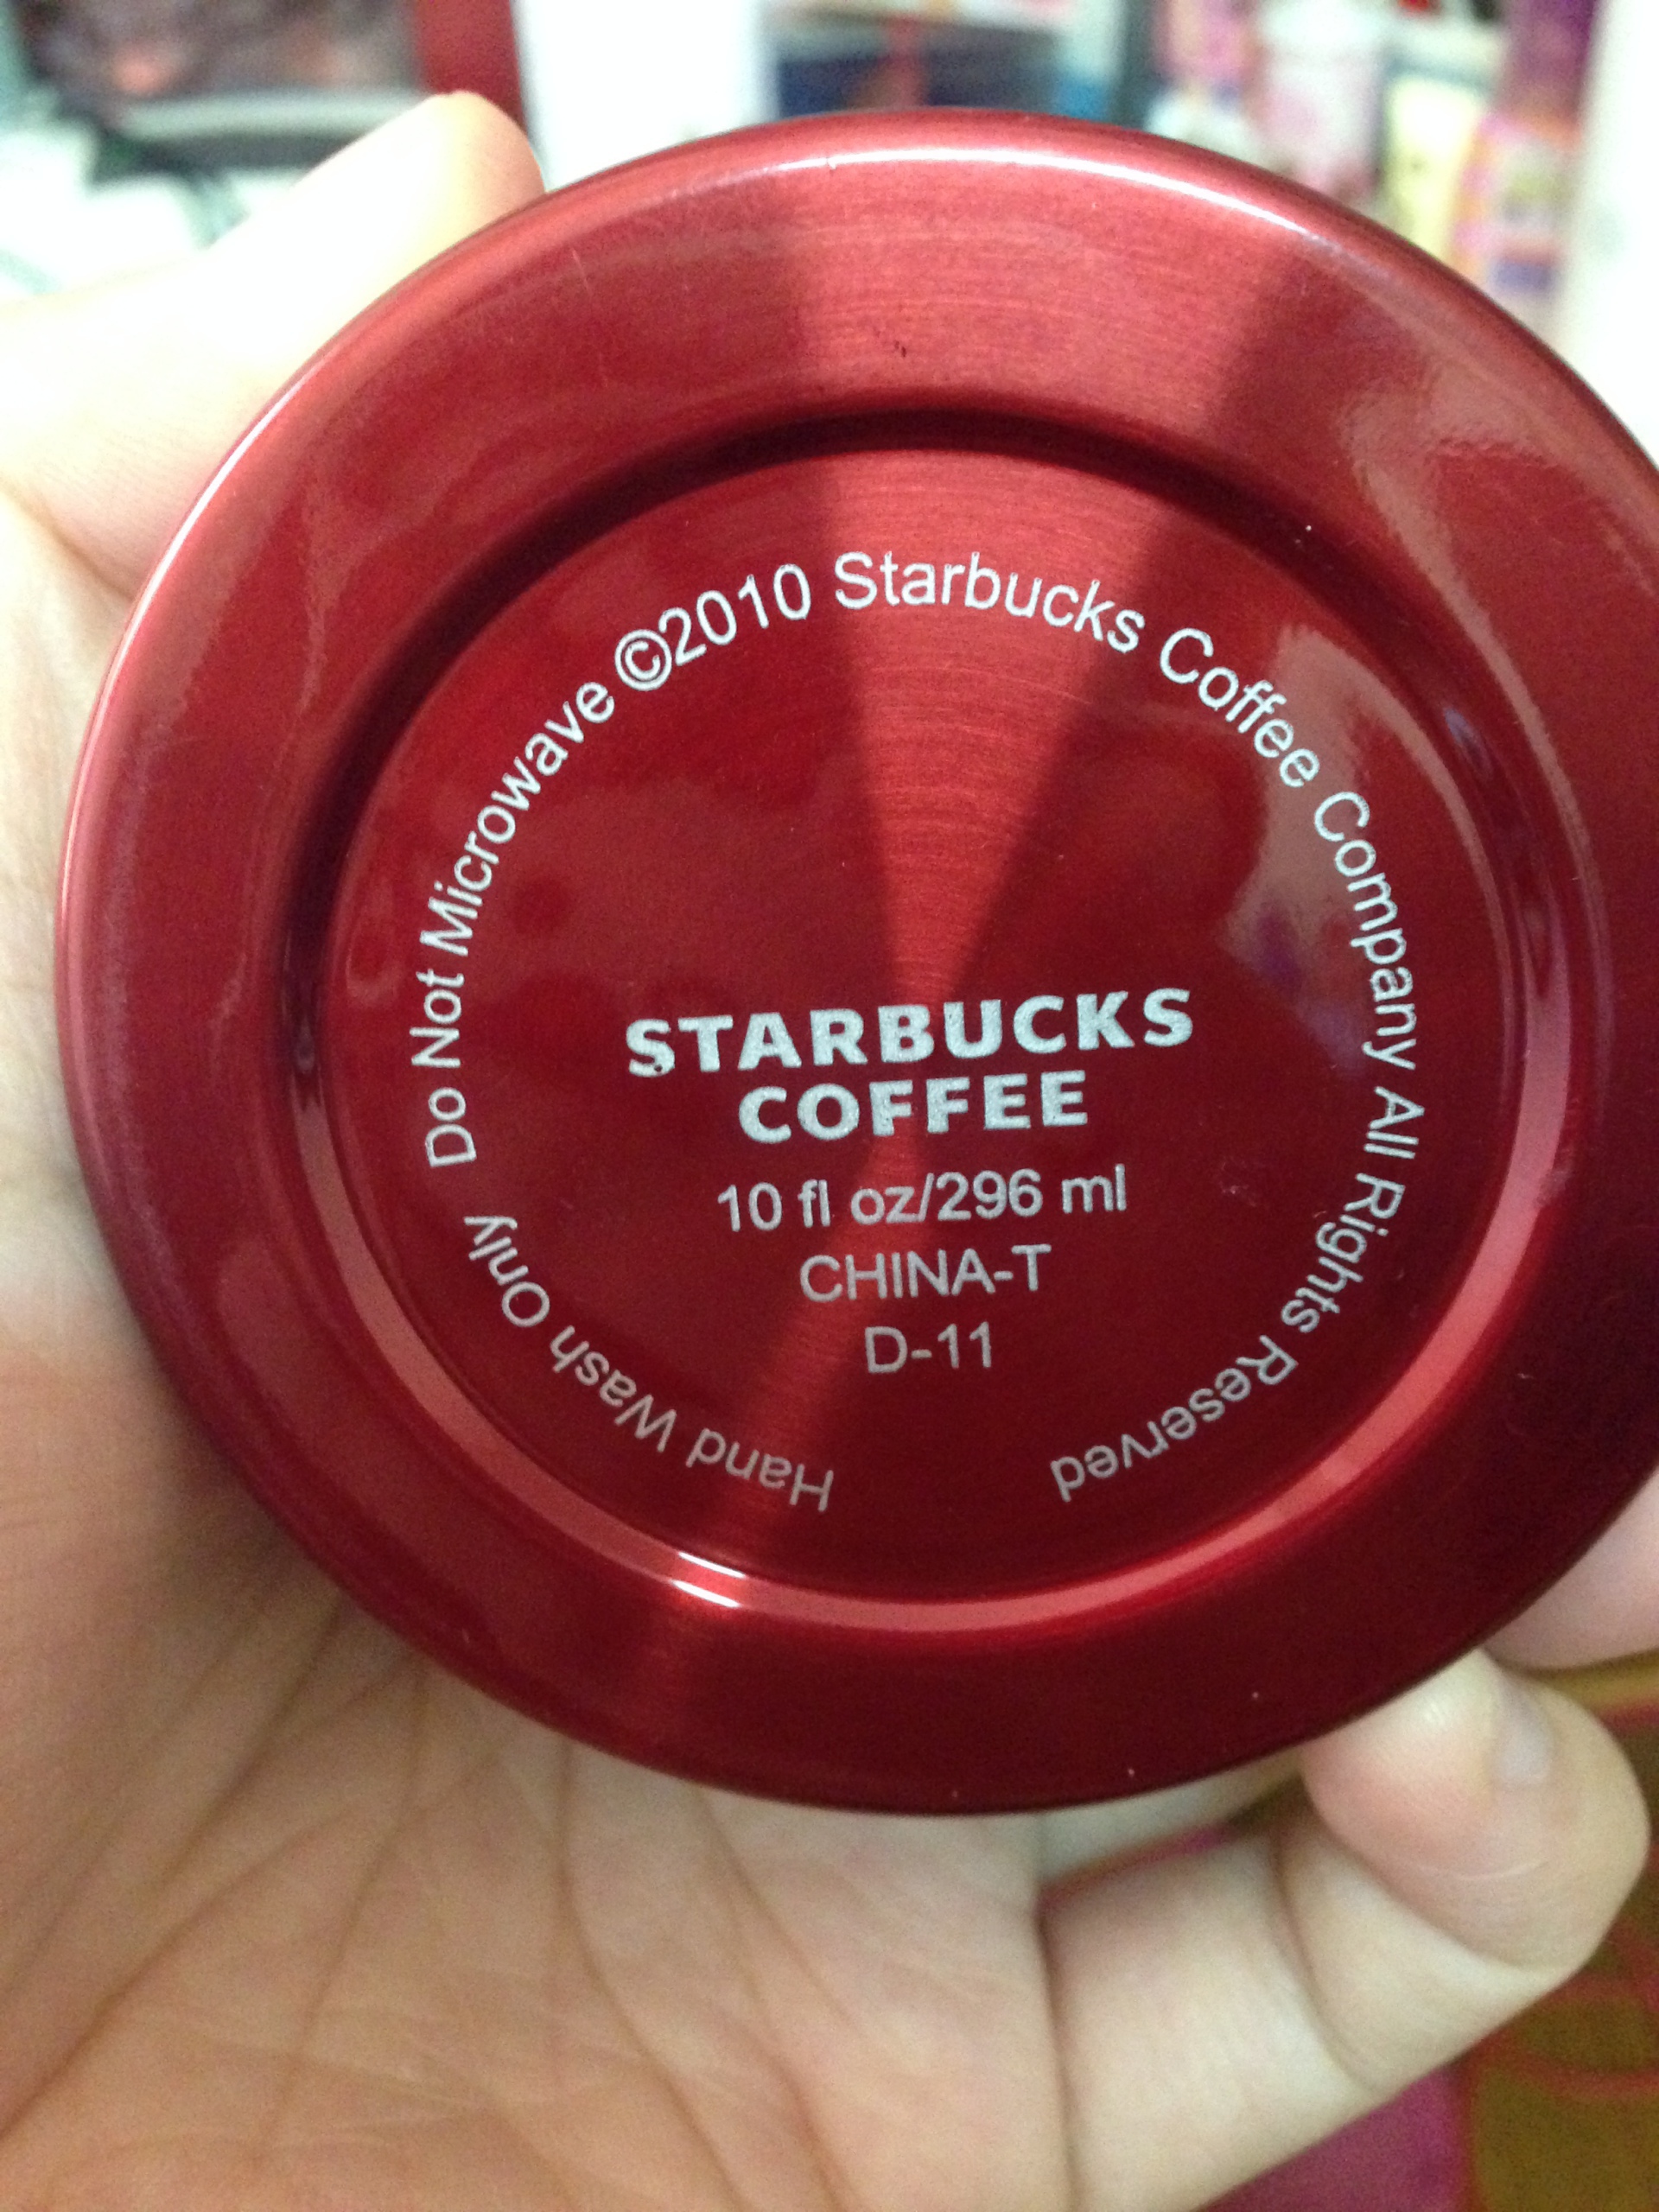 Hand Wash Only Do Not Microwave ©2010 Starbucks Coffee Company All Rights Reserved
STARBUCKS
COFFEE
10 fl oz/296 ml
CHINA-T
D-11